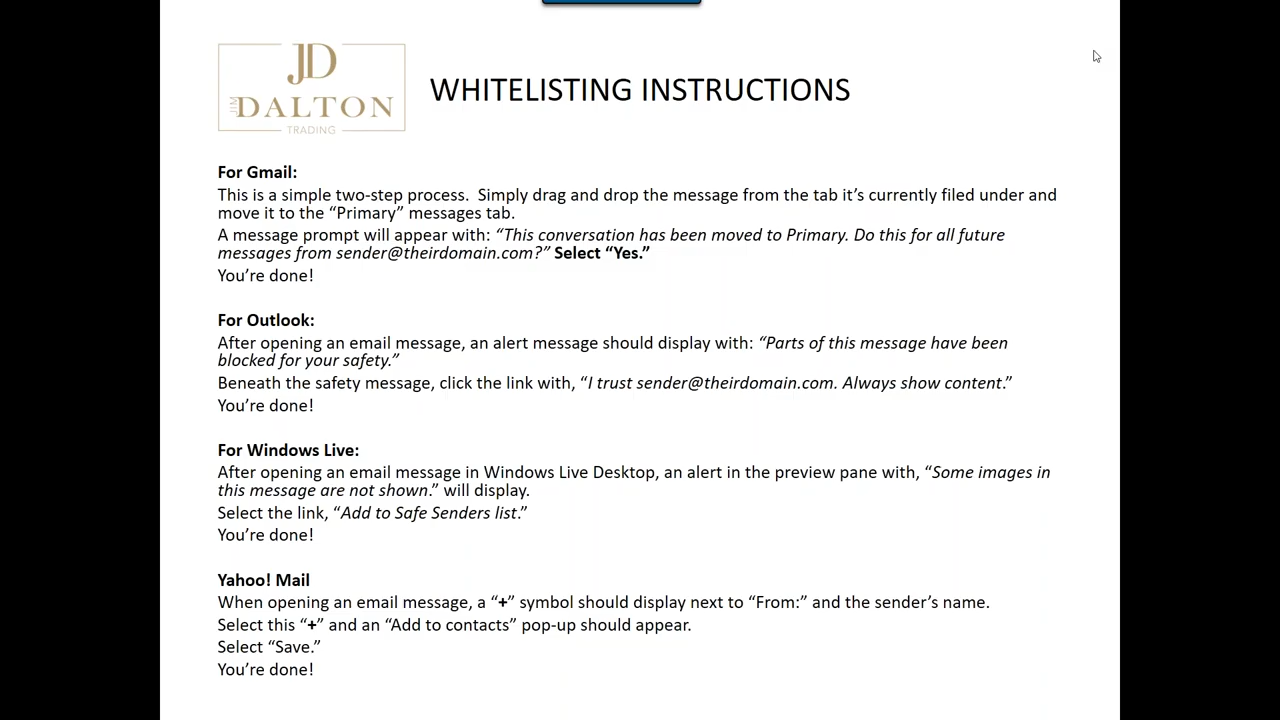 JD
JIM DALTON
TRADING
WHITELISTING INSTRUCTIONS
For Gmail:
This is a simple two-step process.  Simply drag and drop the message from the tab it’s currently filed under and
move it to the “Primary” messages tab.
A message prompt will appear with: “This conversation has been moved to Primary. Do this for all future
messages from sender@theirdomain.com?” Select “Yes.”
You’re done!
For Outlook:
After opening an email message, an alert message should display with: “Parts of this message have been
blocked for your safety.”
Beneath the safety message, click the link with, “I trust sender@theirdomain.com. Always show content.”
You’re done!
For Windows Live:
After opening an email message in Windows Live Desktop, an alert in the preview pane with, “Some images in
this message are not shown.” will display.
Select the link, “Add to Safe Senders list.”
You’re done!
Yahoo! Mail
When opening an email message, a “+” symbol should display next to “From:” and the sender’s name.
Select this “+” and an “Add to contacts” pop-up should appear.
Select “Save.”
You’re done!